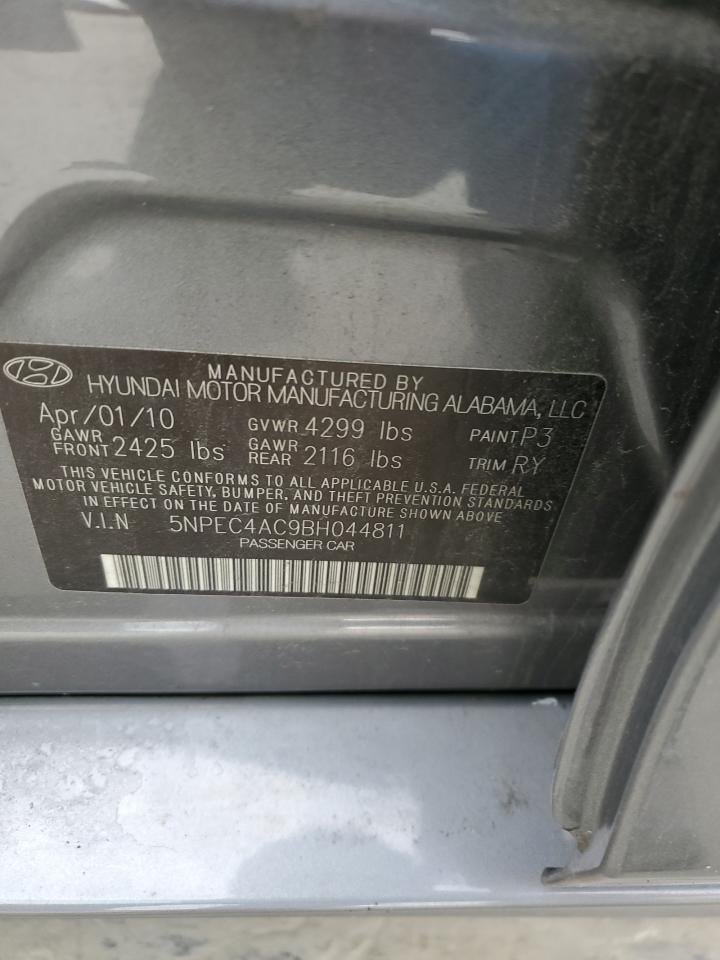 MANUFACTURED BY
HYUNDAI MOTOR MANUFACTURING ALABAMA, LLC
Apr/01/10 GVWR 4299 lbs PAINT P3
GAWR FRONT 2425 lbs GAWR REAR 2116 lbs TRIM RY
THIS VEHICLE CONFORMS TO ALL APPLICABLE U.S.A. FEDERAL
MOTOR VEHICLE SAFETY, BUMPER, AND THEFT PREVENTION STANDARDS
IN EFFECT ON THE DATE OF MANUFACTURE SHOWN ABOVE
V.I.N 5NPEC4AC9BH044811
PASSENGER CAR